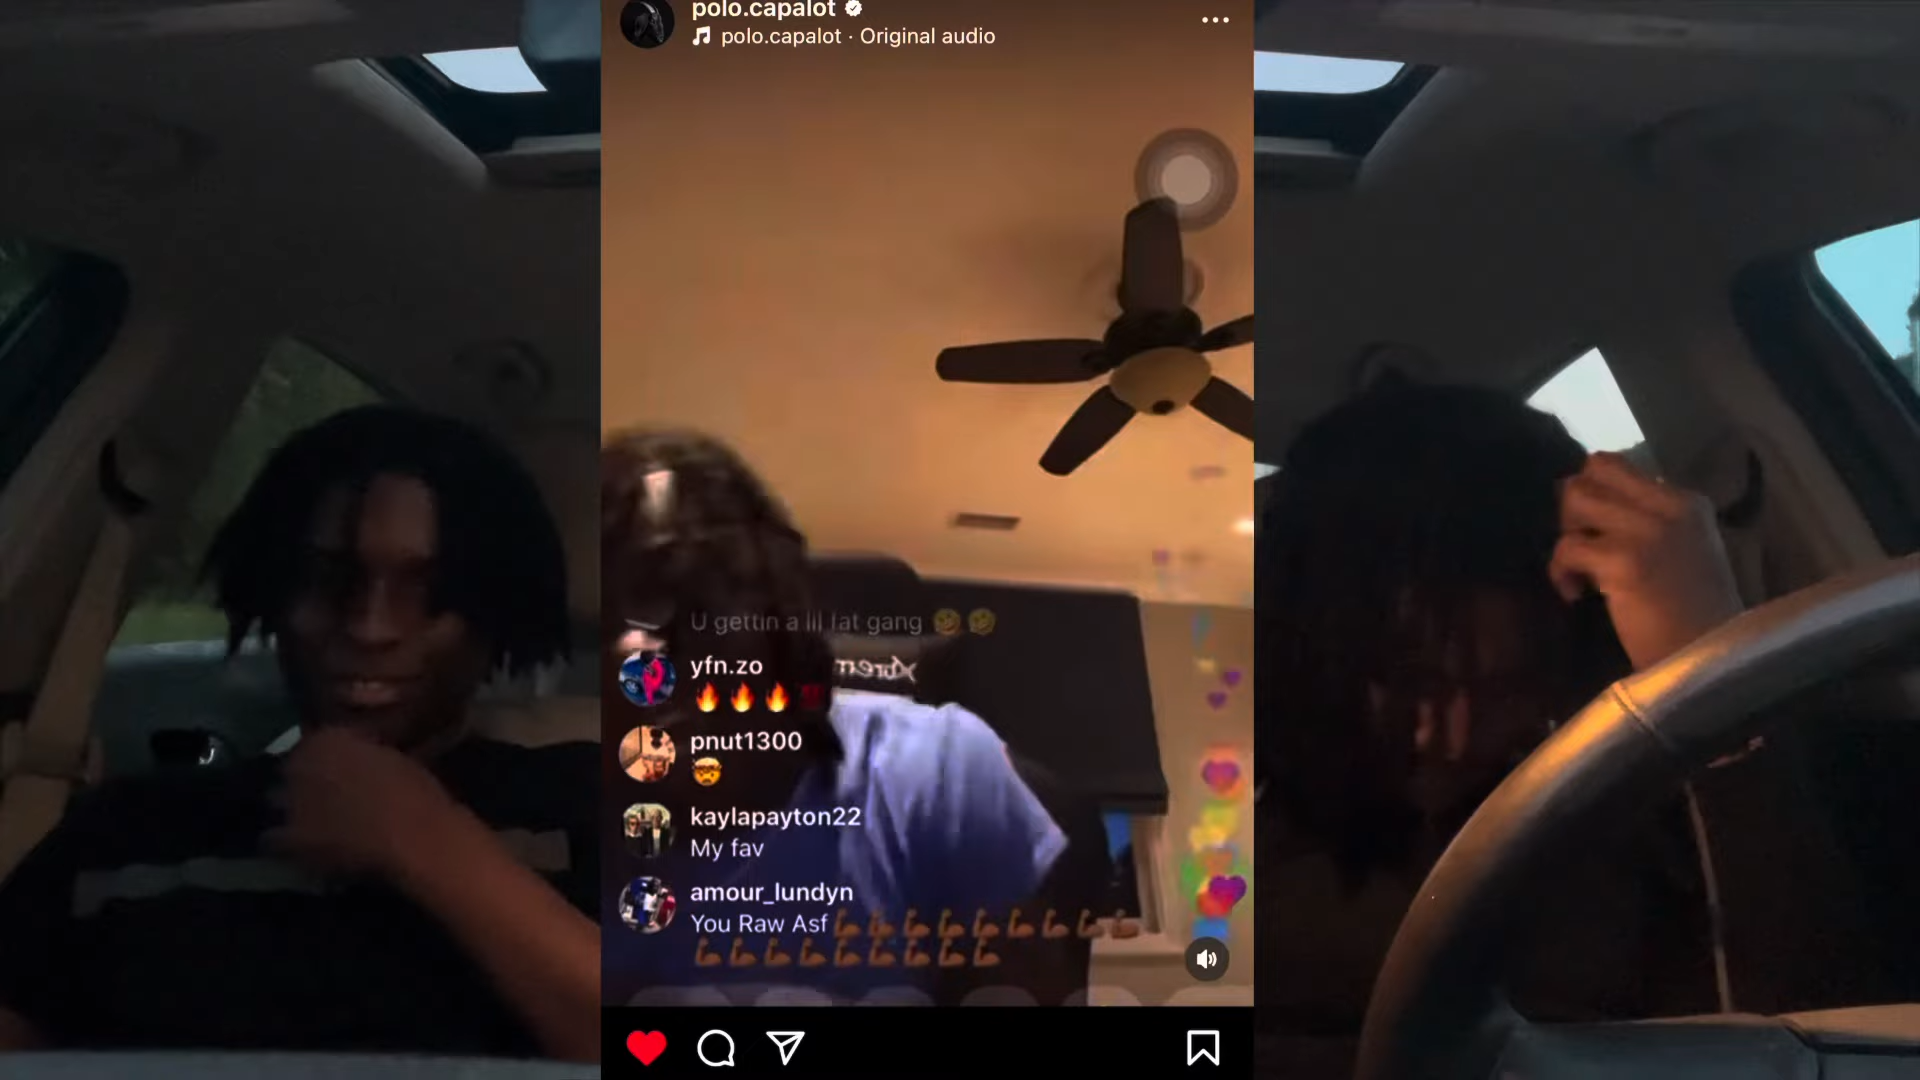 polo.capalot
polo.capalot · Original audio
U gettin a lil fat gang 🤣 🤣
yfn.zo
🔥 🔥 🔥 💯
pnut1300
🤯
kaylapayton22
My fav
amour_lundyn
You Raw Asf 💪🏾 💪🏾 💪🏾 💪🏾 💪🏾 💪🏾 💪🏾 💪🏾 💪🏾
💪🏾 💪🏾 💪🏾 💪🏾 💪🏾 💪🏾 💪🏾 💪🏾 💪🏾